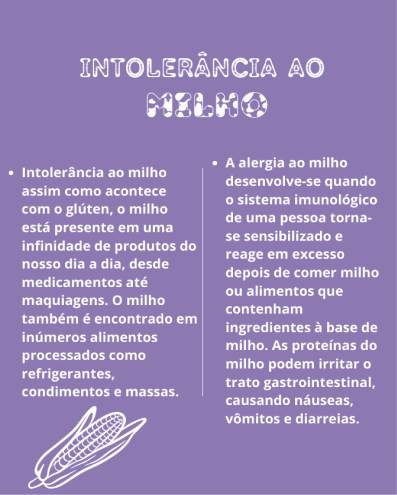 INTOLERÂNCIA AO
MILHO
• Intolerância ao milho
assim como acontece
com o glúten, o milho
está presente em uma
infinidade de produtos do
nosso dia a dia, desde
medicamentos até
maquiagens. O milho
também é encontrado em
inúmeros alimentos
processados como
refrigerantes,
condimentos e massas.
• A alergia ao milho
desenvolve-se quando
o sistema imunológico
de uma pessoa torna-
se sensibilizado e
reage em excesso
depois de comer milho
ou alimentos que
contenham
ingredientes à base de
milho. As proteínas do
milho podem irritar o
trato gastrointestinal,
causando náuseas,
vômitos e diarreias.